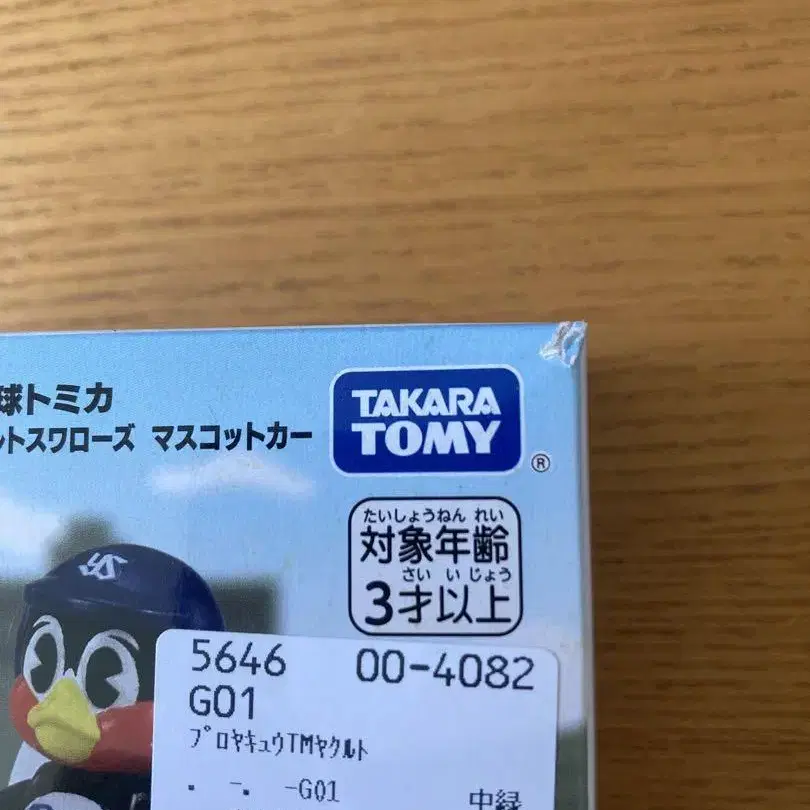 球トミカ
ルトスワローズ マスコットカー
TAKARA
TOMY
®
たいしょうねん れい
対象年齢
さい い じょう
3才以上
YS
5646 00-4082
G01
ﾌﾟﾛﾔｷｭｳTMﾔｸﾙﾄ
. -. -G01
中緑